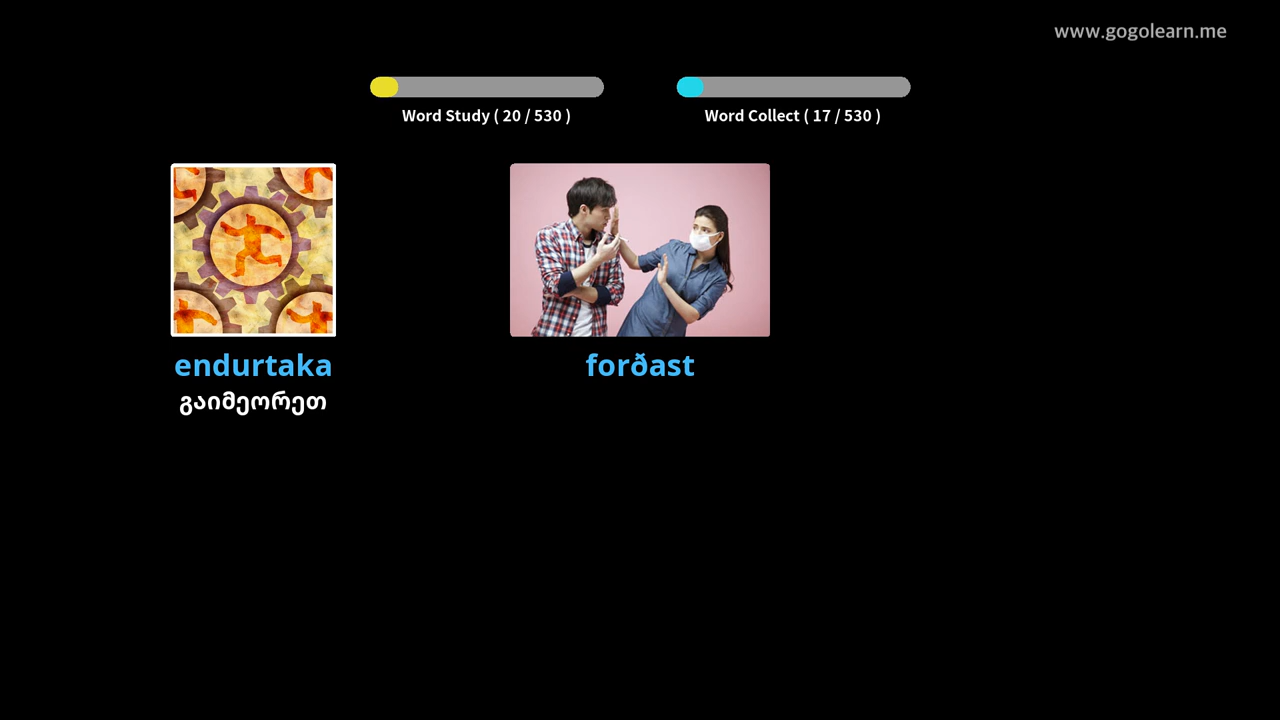 www.gogolearn.me
Word Study ( 20 / 530 )
Word Collect ( 17 / 530 )
endurtaka
forðast
გაიმეორეთ